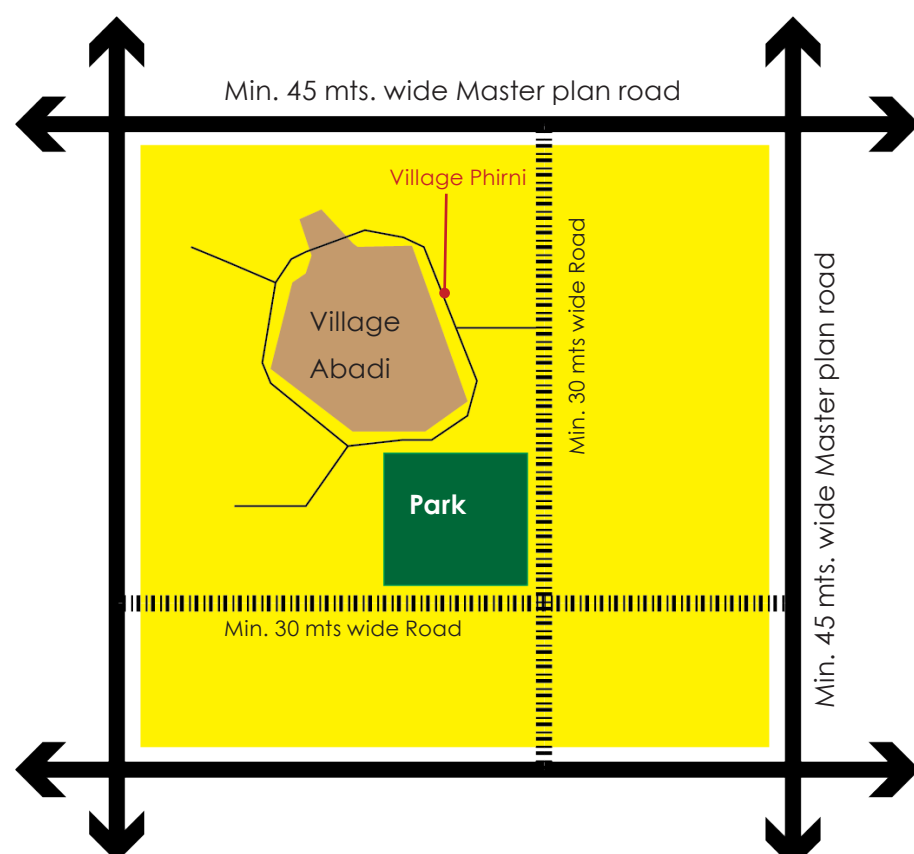 Min. 45 mts. wide Master plan road
Village Phirni
Min. 30 mts wide Road
Min. 45 mts. wide Master plan road
Village
Abadi
Park
Min. 30 mts wide Road